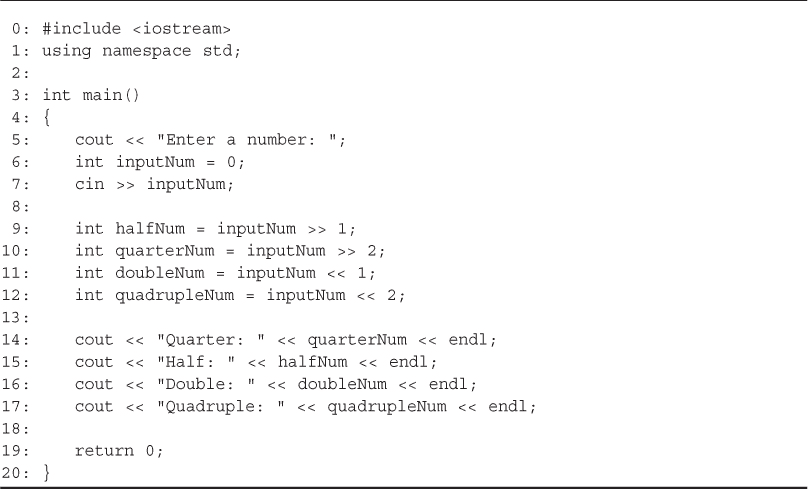 0: #include <iostream>
1: using namespace std;
2:
3: int main()
4: {
5:    cout << "Enter a number: ";
6:    int inputNum = 0;
7:    cin >> inputNum;
8:
9:    int halfNum = inputNum >> 1;
10:    int quarterNum = inputNum >> 2;
11:    int doubleNum = inputNum << 1;
12:    int quadrupleNum = inputNum << 2;
13:
14:    cout << "Quarter: " << quarterNum << endl;
15:    cout << "Half: " << halfNum << endl;
16:    cout << "Double: " << doubleNum << endl;
17:    cout << "Quadruple: " << quadrupleNum << endl;
18:
19:    return 0;
20: }